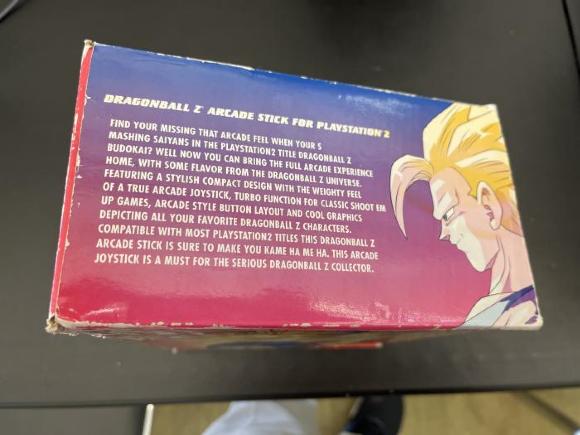 DRAGONBALL Z ARCADE STICK FOR PLAYSTATION 2
FIND YOUR MISSING THAT ARCADE FEEL WHEN YOUR S
MASHING SAIYANS IN THE PLAYSTATION2 TITLE DRAGONBALL Z
BUDOKAI? WELL NOW YOU CAN BRING THE FULL ARCADE EXPERIENCE
HOME, WITH SOME FLAVOR FROM THE DRAGONBALL Z UNIVERSE.
FEATURING A STYLISH COMPACT DESIGN WITH THE WEIGHTY FEEL
OF A TRUE ARCADE JOYSTICK, TURBO FUNCTION FOR CLASSIC SHOOT EM
UP GAMES, ARCADE STYLE BUTTON LAYOUT AND COOL GRAPHICS
DEPICTING ALL YOUR FAVORITE DRAGONBALL Z CHARACTERS.
COMPATIBLE WITH MOST PLAYSTATION2 TITLES THIS DRAGONBALL Z
ARCADE STICK IS SURE TO MAKE YOU KAME HA ME HA. THIS ARCADE
JOYSTICK IS A MUST FOR THE SERIOUS DRAGONBALL Z COLLECTOR.